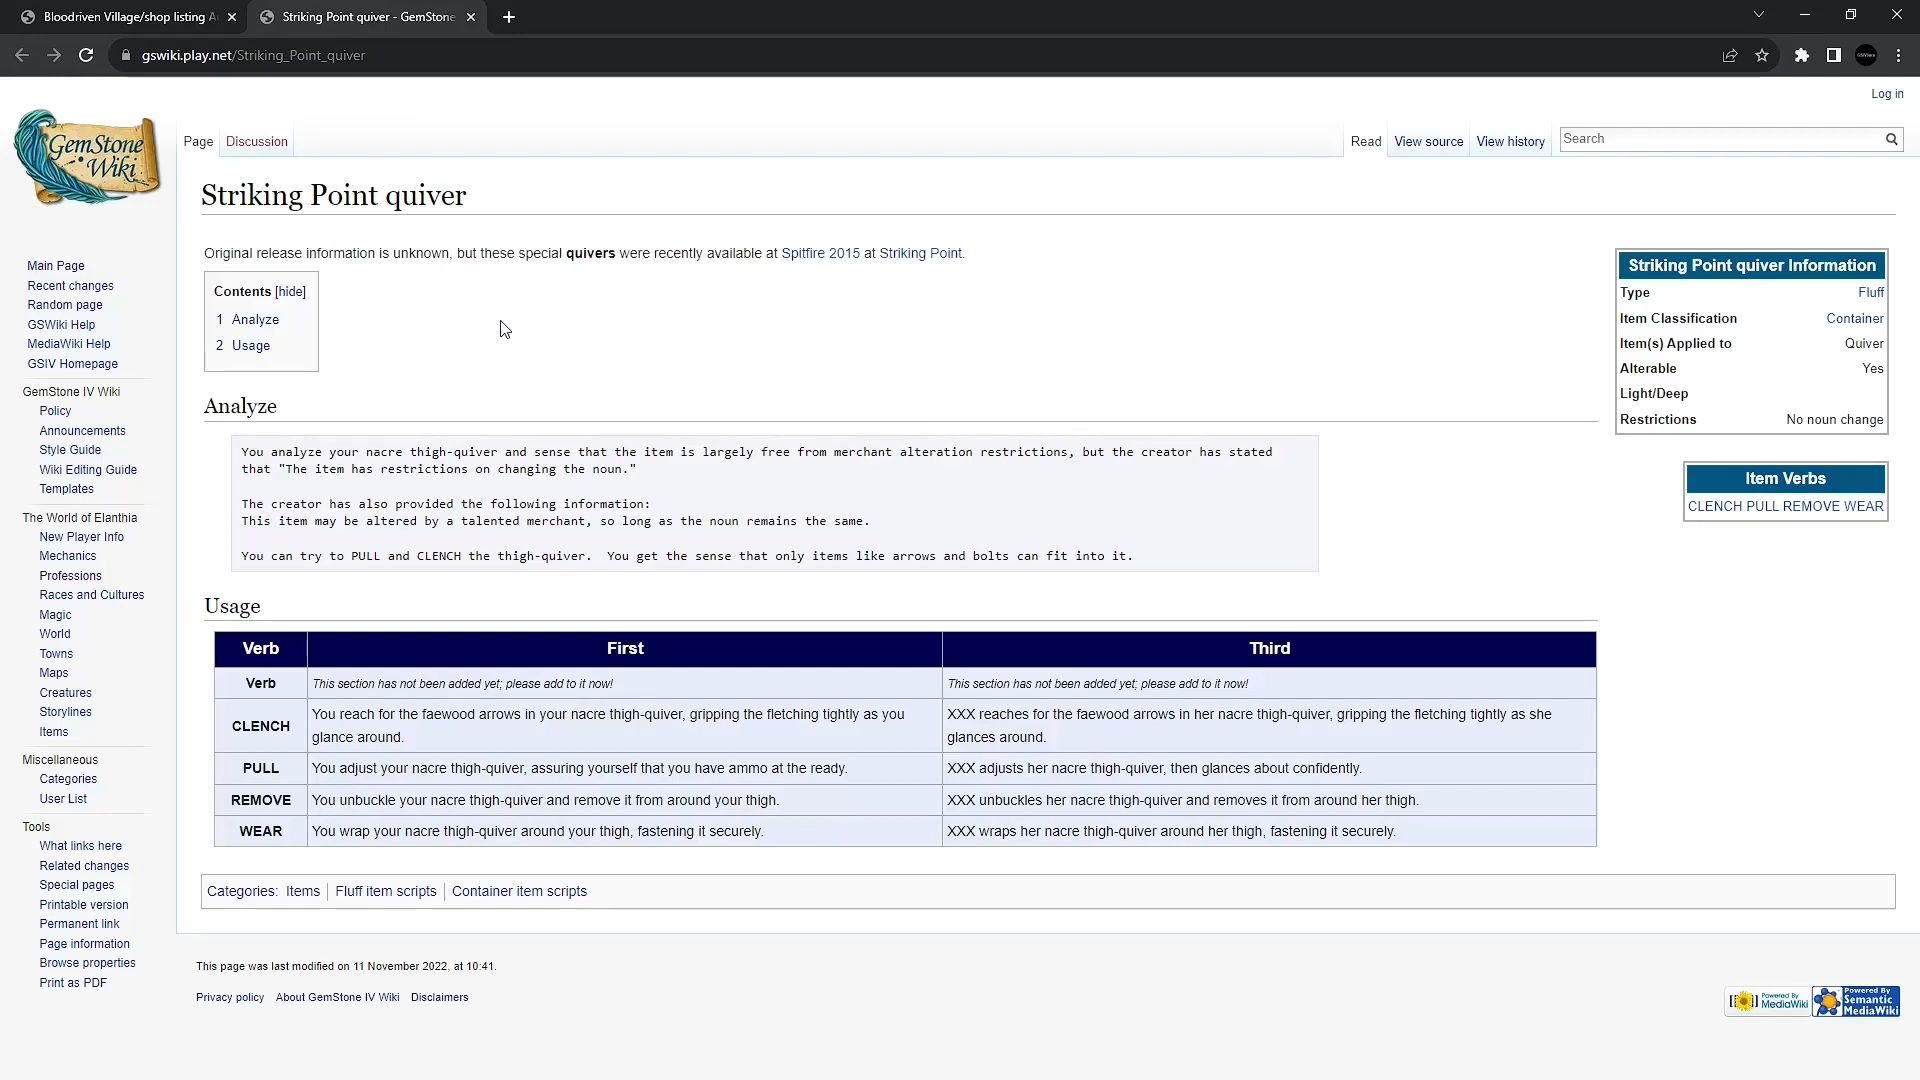 Bloodriven Village/shop listing
Striking Point quiver - GemStone
gswiki.play.net/Striking_Point_quiver
Log in
GemStone
Wiki
Page
Discussion
Read
View source
View history
Search
Striking Point quiver
Original release information is unknown, but these special quivers were recently available at Spitfire 2015 at Striking Point.
Contents [hide]
1 Analyze
2 Usage
Striking Point quiver Information
Type Fluff
Item Classification Container
Item(s) Applied to Quiver
Alterable Yes
Light/Deep
Restrictions No noun change
Item Verbs
CLENCH PULL REMOVE WEAR
Main Page
Recent changes
Random page
GSWiki Help
MediaWiki Help
GSIV Homepage
GemStone IV Wiki
Policy
Announcements
Style Guide
Wiki Editing Guide
Templates
The World of Elanthia
New Player Info
Mechanics
Professions
Races and Cultures
Magic
World
Towns
Maps
Creatures
Storylines
Items
Miscellaneous
Categories
User List
Tools
What links here
Related changes
Special pages
Printable version
Permanent link
Page information
Browse properties
Print as PDF
Analyze
You analyze your nacre thigh-quiver and sense that the item is largely free from merchant alteration restrictions, but the creator has stated
that "The item has restrictions on changing the noun."
The creator has also provided the following information:
This item may be altered by a talented merchant, so long as the noun remains the same.
You can try to PULL and CLENCH the thigh-quiver.  You get the sense that only items like arrows and bolts can fit into it.
Usage
Verb First Third
Verb This section has not been added yet; please add to it now! This section has not been added yet; please add to it now!
CLENCH
You reach for the faewood arrows in your nacre thigh-quiver, gripping the fletching tightly as you
glance around.
XXX reaches for the faewood arrows in her nacre thigh-quiver, gripping the fletching tightly as she
glances around.
PULL You adjust your nacre thigh-quiver, assuring yourself that you have ammo at the ready. XXX adjusts her nacre thigh-quiver, then glances about confidently.
REMOVE You unbuckle your nacre thigh-quiver and remove it from around your thigh. XXX unbuckles her nacre thigh-quiver and removes it from around her thigh.
WEAR You wrap your nacre thigh-quiver around your thigh, fastening it securely. XXX wraps her nacre thigh-quiver around her thigh, fastening it securely.
Categories: Items | Fluff item scripts | Container item scripts
This page was last modified on 11 November 2022, at 10:41.
Privacy policy About GemStone IV Wiki Disclaimers
Powered By
MediaWiki
Powered By
Semantic
MediaWiki